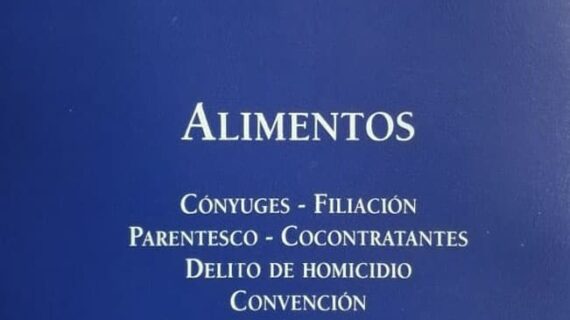 ALIMENTOS
CÓNYUGES - FILIACIÓN
PARENTESCO - COCONTRATANTES
DELITO DE HOMICIDIO
CONVENCIÓN